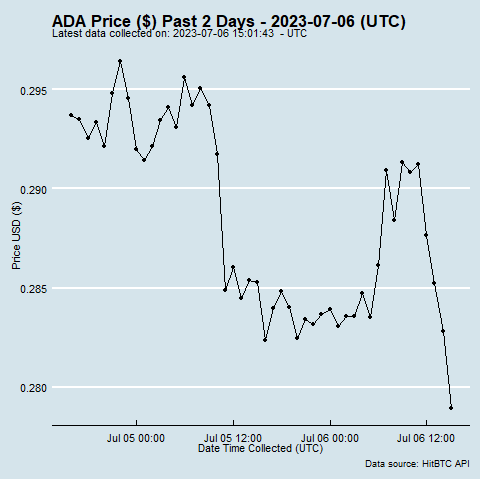 ADA Price ($) Past 2 Days - 2023-07-06 (UTC)
Latest data collected on: 2023-07-06 15:01:43 - UTC
0.295
0.290
0.285
0.280
Price USD ($)
Jul 05 00:00 Jul 05 12:00 Jul 06 00:00 Jul 06 12:00
Date Time Collected (UTC)
Data source: HitBTC API